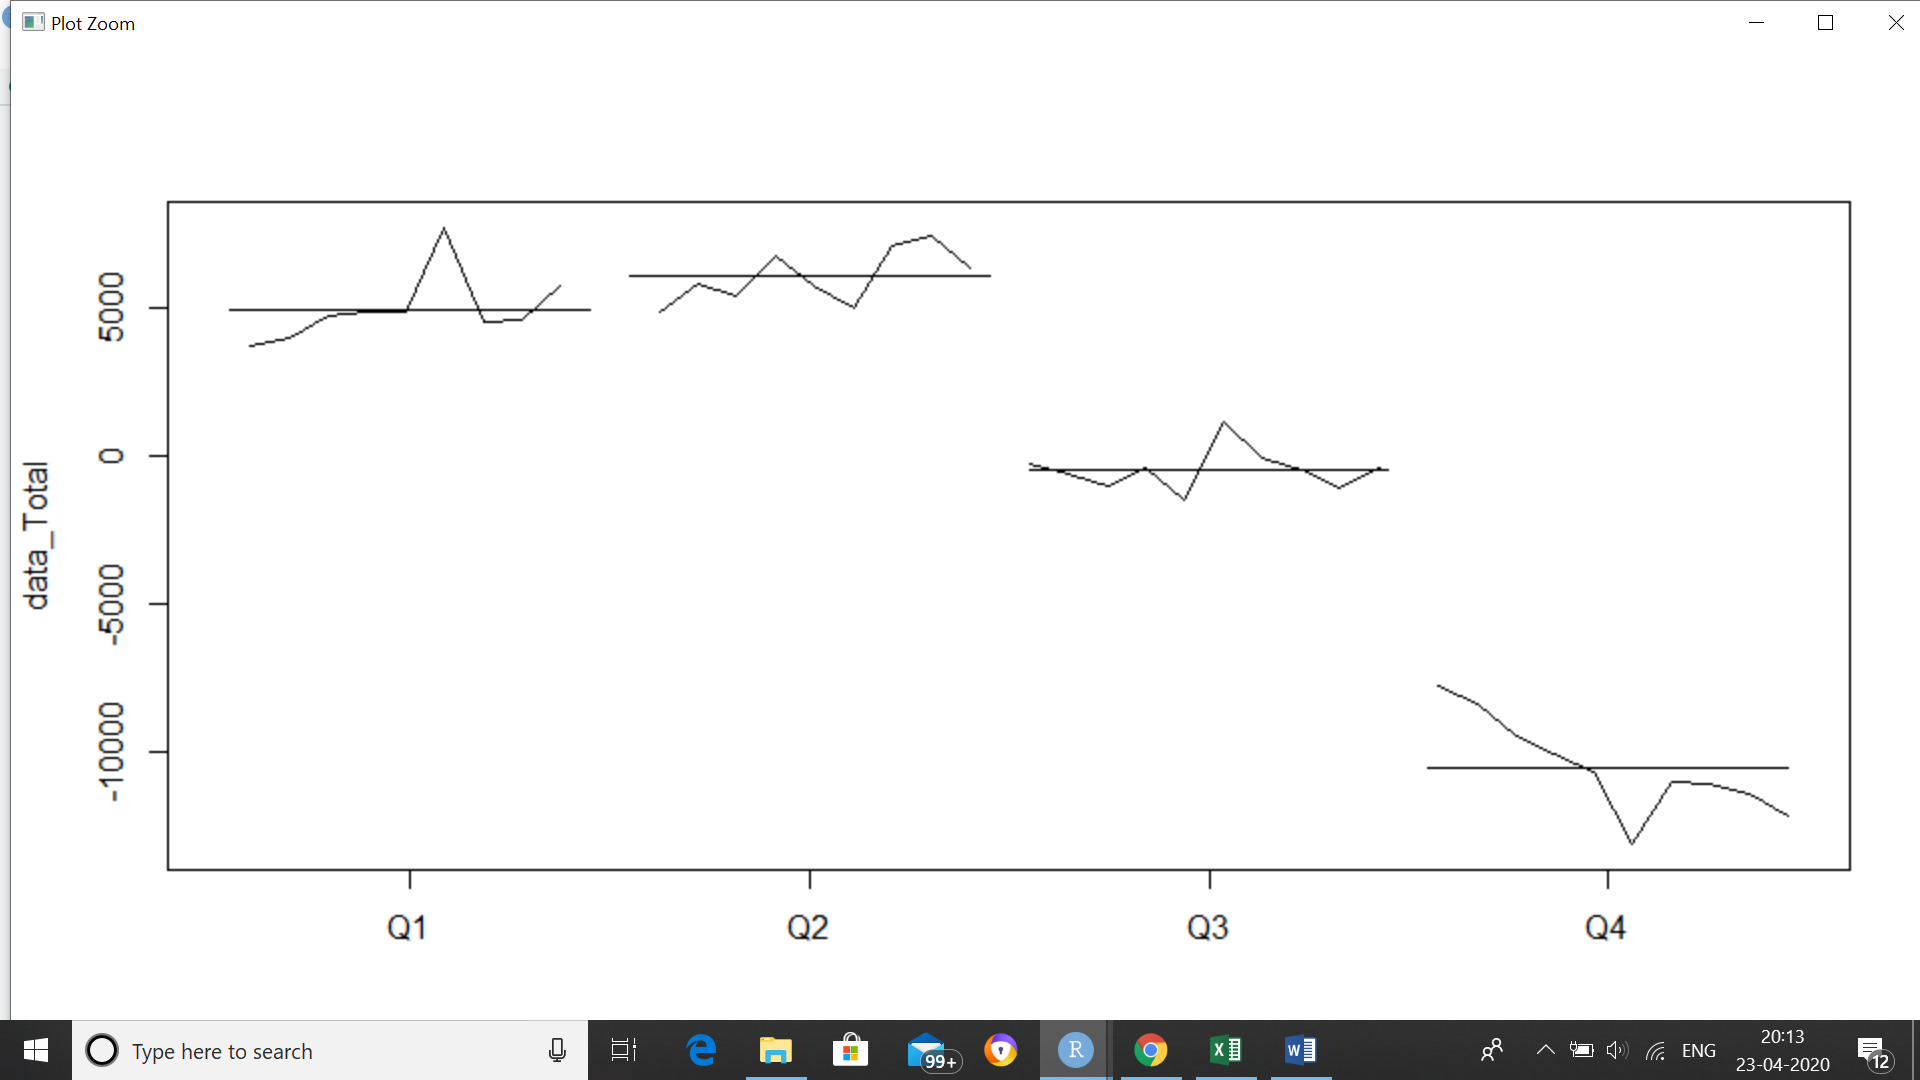 Plot Zoom
5000
0
-5000
-10000
data_Total
Q1 Q2 Q3 Q4
Type here to search
99+
R
ENG
20:13
23-04-2020
12